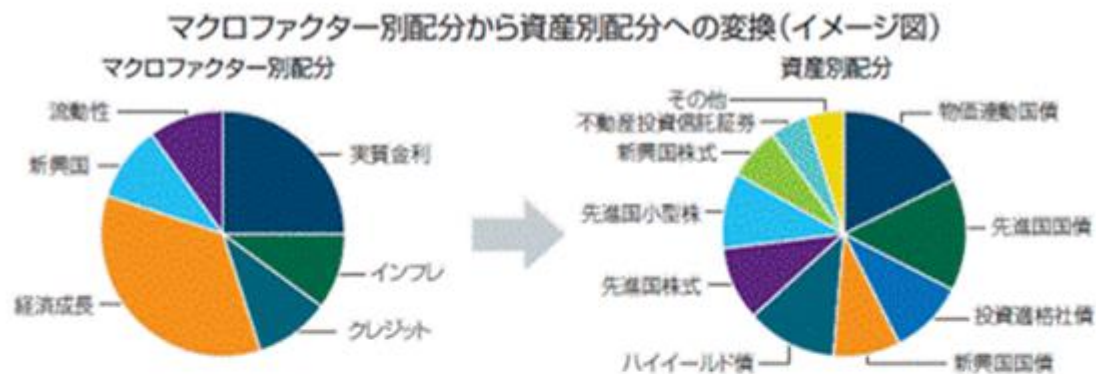 マクロファクター別配分から資産別配分への変換(イメージ図)
マクロファクター別配分
流動性
新興国
経済成長
実質金利
インフレ
クレジット
資産別配分
その他
不動産投資信託証券
新興国株式
先進国小型株
先進国株式
ハイイールド債
物価連動国債
先進国国債
投資適格社債
新興国国債